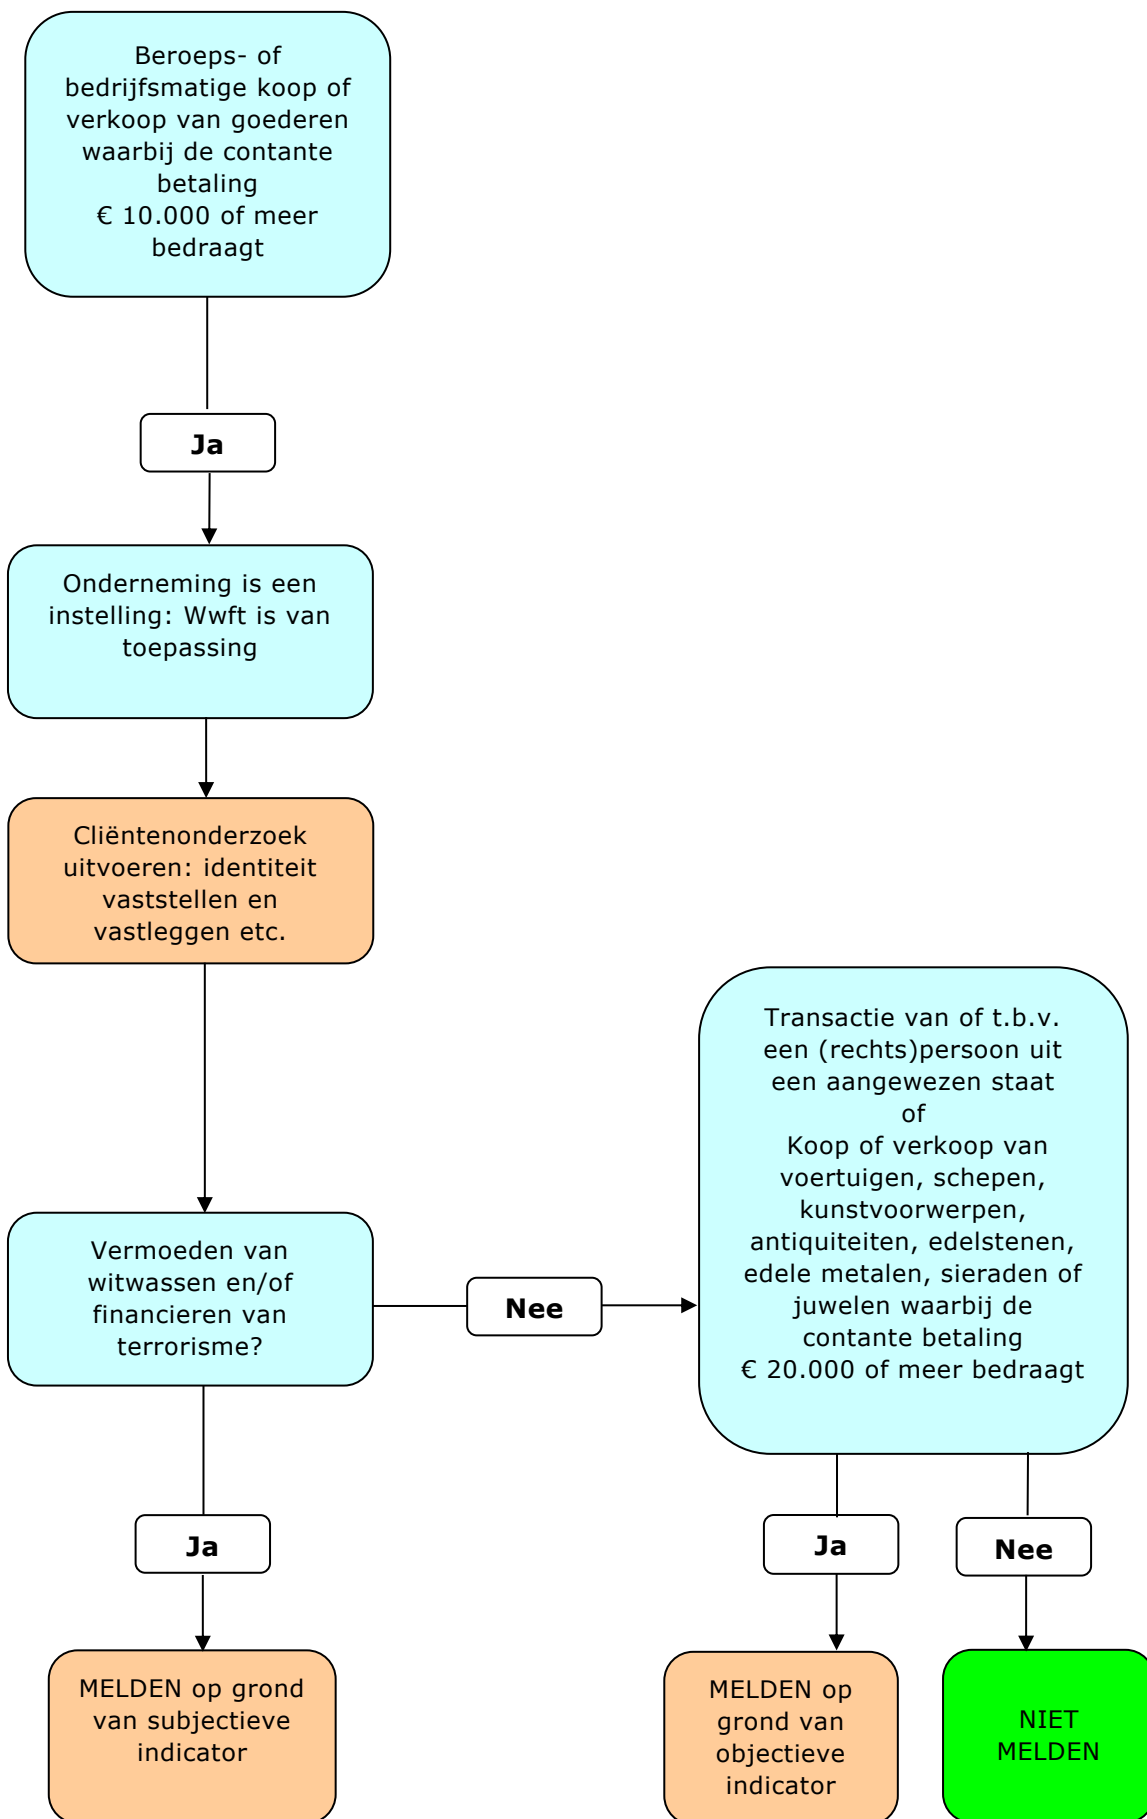 Beroeps- of
bedrijfsmatige koop of
verkoop van goederen
waarbij de contante
betaling
€ 10.000 of meer
bedraagt
Ja
Onderneming is een
instelling: Wwft is van
toepassing
Cliëntenonderzoek
uitvoeren: identiteit
vaststellen en
vastleggen etc.
Vermoeden van
witwassen en/of
financieren van
terrorisme?
Nee
Transactie van of t.b.v.
een (rechts)persoon uit
een aangewezen staat
of
Koop of verkoop van
voertuigen, schepen,
kunstvoorwerpen,
antiquiteiten, edelstenen,
edele metalen, sieraden of
juwelen waarbij de
contante betaling
€ 20.000 of meer bedraagt
Ja
Ja
Nee
MELDEN op grond
van subjectieve
indicator
MELDEN op
grond van
objectieve
indicator
NIET
MELDEN